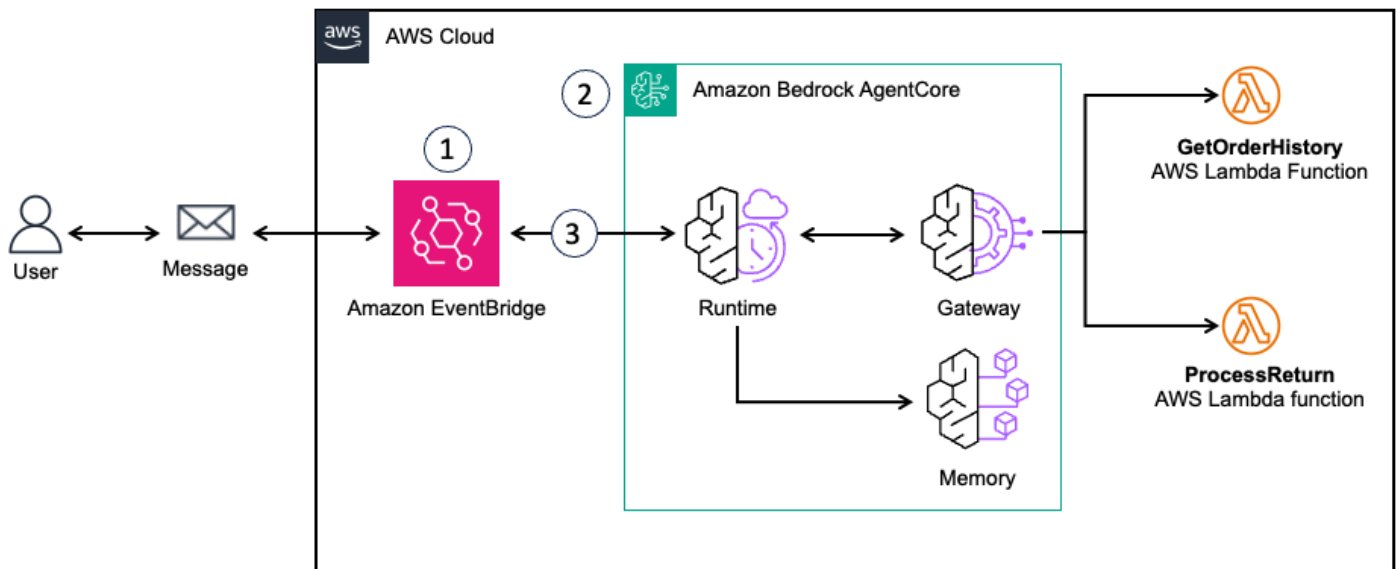 aws
AWS Cloud
2
Amazon Bedrock AgentCore
1
GetOrderHistory
AWS Lambda Function
3
User
Message
Amazon EventBridge
Runtime
Gateway
ProcessReturn
AWS Lambda function
Memory